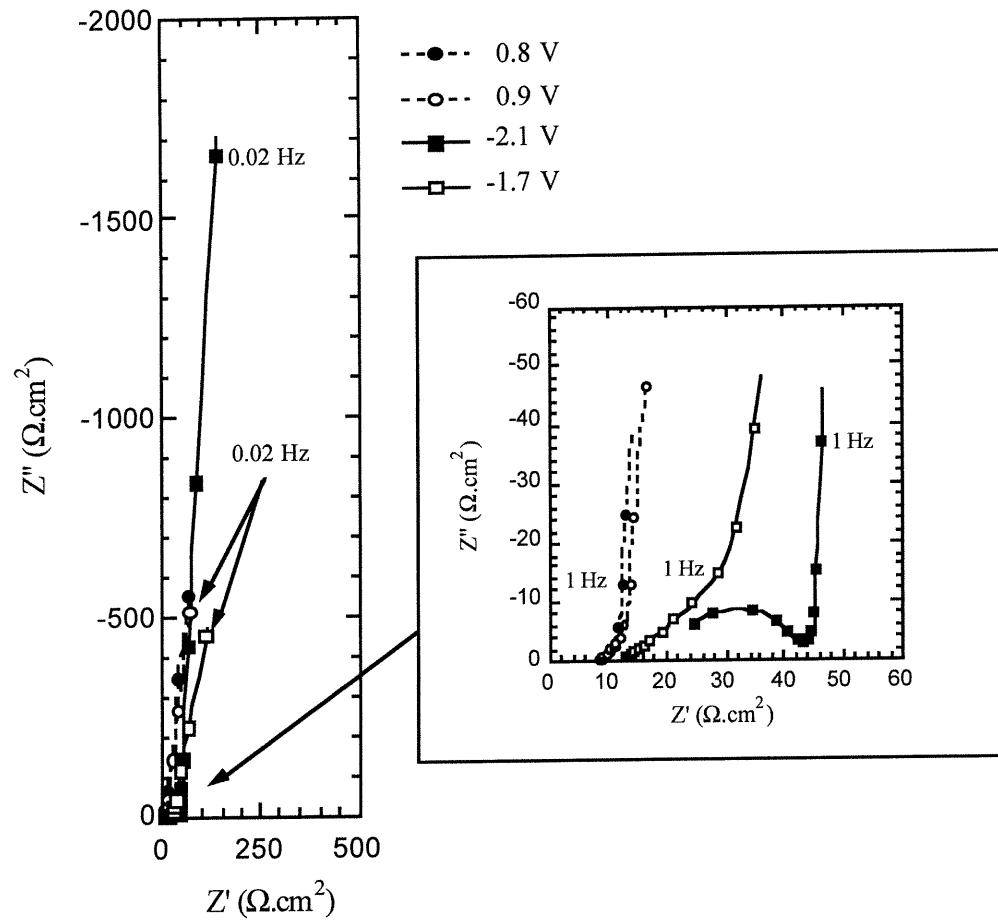 -2000
-1500
-1000
-500
0
0
250
500
Z'' (Ω.cm²)
Z' (Ω.cm²)
0.02 Hz
0.02 Hz
0.8 V
0.9 V
-2.1 V
-1.7 V
-60
-50
-40
-30
-20
-10
0
0
10
20
30
40
50
60
Z'' (Ω.cm²)
Z' (Ω.cm²)
1 Hz
1 Hz
1 Hz